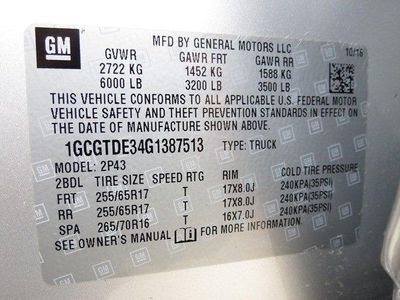 GM
MFD BY GENERAL MOTORS LLC
GVWR GAWR FRT GAWR RR 10/16
2722 KG 1452 KG 1588 KG
6000 LB 3200 LB 3500 LB
THIS VEHICLE CONFORMS TO ALL APPLICABLE U.S. FEDERAL MOTOR
VEHICLE SAFETY AND THEFT PREVENTION STANDARDS IN EFFECT
ON THE DATE OF MANUFACTURE SHOWN ABOVE.
1GCGTDE34G1387513 TYPE: TRUCK
MODEL: 2P43
2BDL TIRE SIZE SPEED RTG RIM COLD TIRE PRESSURE
FRT 255/65R17 T 17X8.0J 240KPA(35PSI)
RR 255/65R17 T 17X8.0J 240KPA(35PSI)
SPA 265/70R16 T 16X7.0J 240KPA(35PSI)
SEE OWNER'S MANUAL FOR MORE INFORMATION.